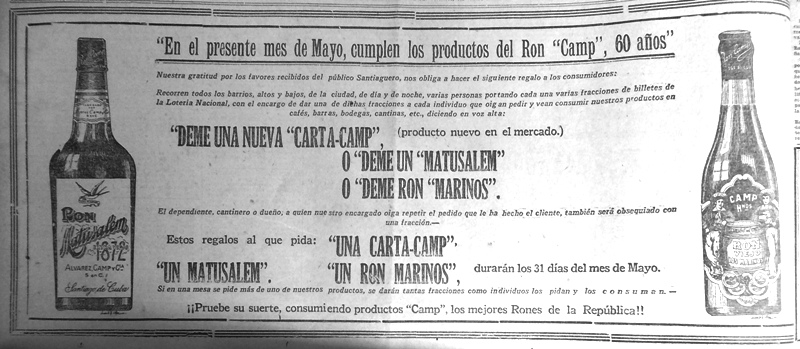 "En el presente mes de Mayo, cumplen los productos del Ron "Camp", 60 años"
Nuestra gratitud por los favores recibidos del público Santiaguero, nos obliga a hacer el siguiente regalo a los consumidores:
Recorren todos los barrios, altos y bajos, de la ciudad, de día y de noche, varias personas portando cada una varias fracciones de billetes de
la Lotería Nacional, con el encargo de dar una de dichas fracciones a cada individuo que oigan pedir y vean consumir nuestros productos en
cafés, barras, bodegas, cantinas, etc., diciendo en voz alta:
"DEME UNA NUEVA "CARTA-CAMP", (producto nuevo en el mercado.)
O "DEME UN "MATUSALEM"
O "DEME RON "MARINOS".
El dependiente, cantinero o dueño, a quien nuestro encargado oiga repetir el pedido que le ha hecho el cliente, también será obsequiado con
una fracción.—
Estos regalos al que pida: "UNA CARTA-CAMP",
"UN MATUSALEM". "UN RON MARINOS", durarán los 31 días del mes de Mayo.
Si en una mesa se pide más de uno de nuestros productos, se darán tantas fracciones como individuos los pidan y los consuman.—
¡¡Pruebe su suerte, consumiendo productos "Camp", los mejores Rones de la República!!
RON
Matusalem
1872
ALVAREZ, CAMP Y Cª
Santiago de Cuba
CAMP
RON